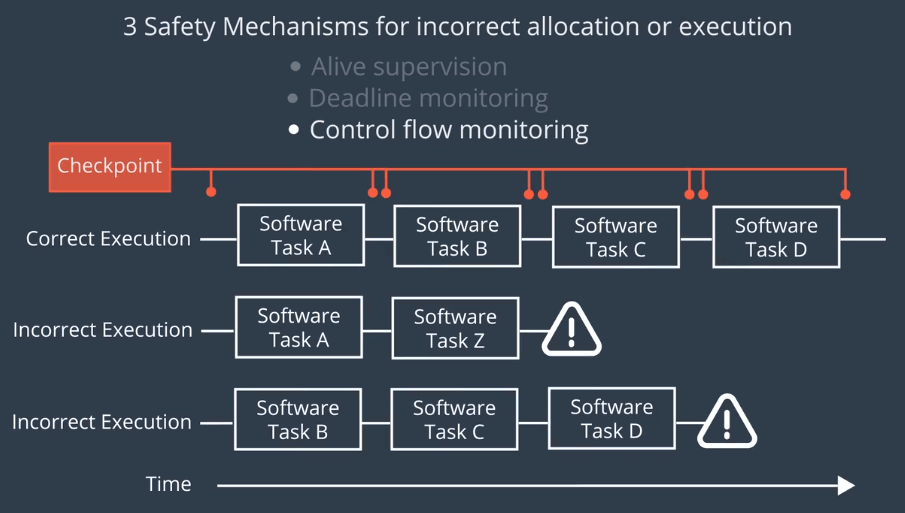 3 Safety Mechanisms for incorrect allocation or execution
• Alive supervision
• Deadline monitoring
• Control flow monitoring
Checkpoint
Correct Execution
Software
Task A
Software
Task B
Software
Task C
Software
Task D
Incorrect Execution
Software
Task A
Software
Task Z
Incorrect Execution
Software
Task B
Software
Task C
Software
Task D
Time